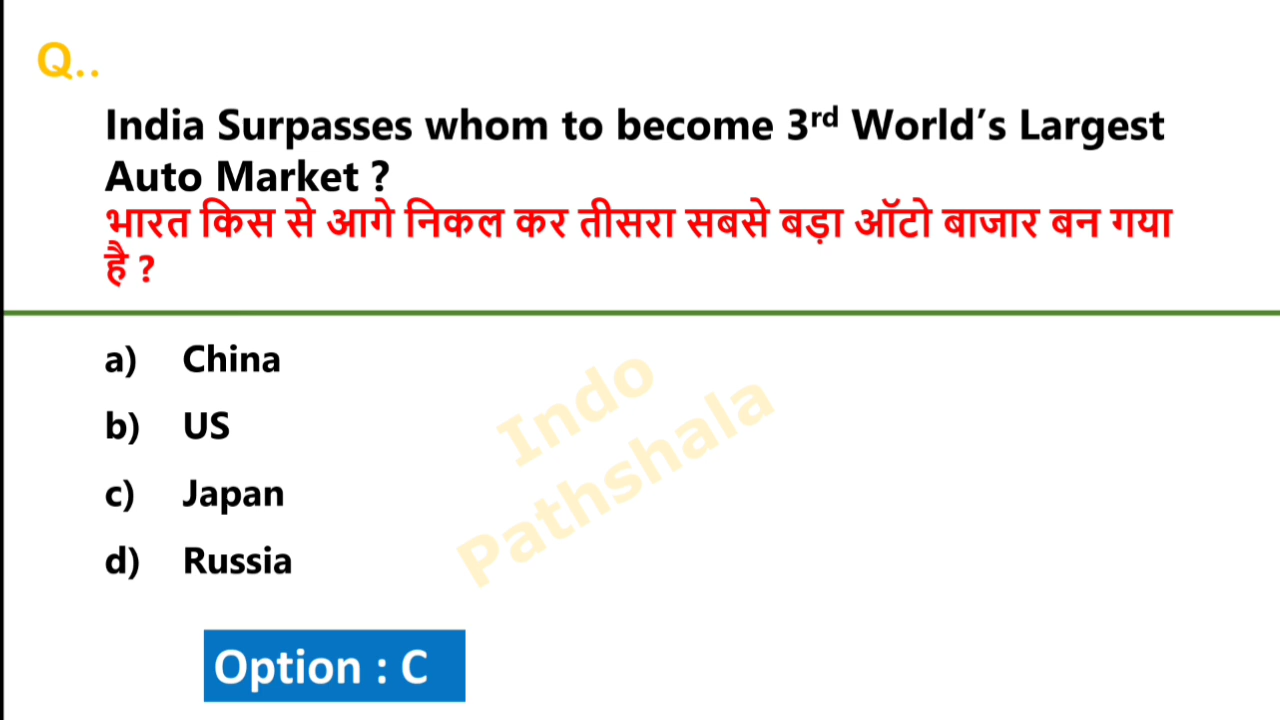 Q..
India Surpasses whom to become 3rd World’s Largest
Auto Market ?
भारत किस से आगे निकल कर तीसरा सबसे बड़ा ऑटो बाजार बन गया
है ?
a) China
b) US
c) Japan
d) Russia
Indo
Pathshala
Option : C